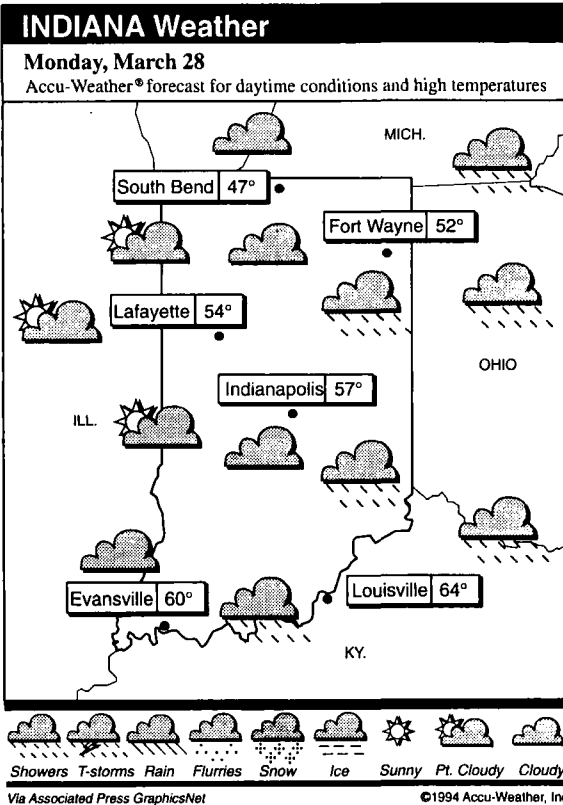 INDIANA Weather
Monday, March 28
Accu-Weather® forecast for daytime conditions and high temperatures
MICH.
South Bend 47°
Fort Wayne 52°
Lafayette 54°
OHIO
Indianapolis 57°
ILL.
Evansville 60°
Louisville 64°
KY.
Showers T-storms Rain Flurries Snow Ice Sunny Pt. Cloudy Cloudy
Via Associated Press GraphicsNet ©1994 Accu-Weather, Inc